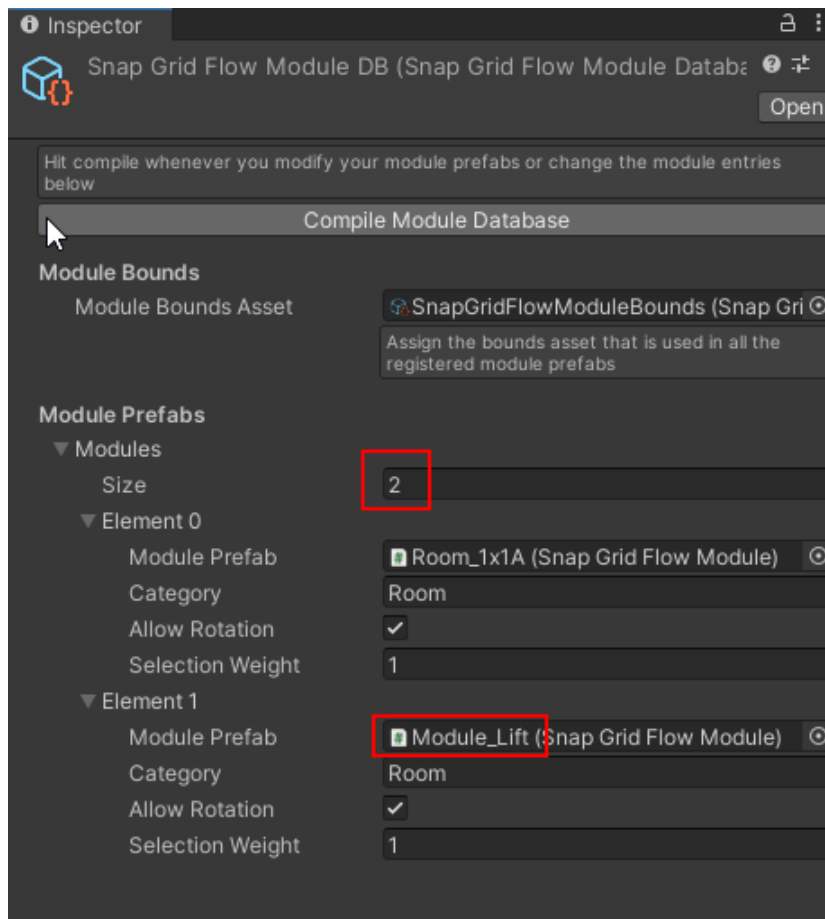 Inspector
Snap Grid Flow Module DB (Snap Grid Flow Module Databa
Open
Hit compile whenever you modify your module prefabs or change the module entries
below
Compile Module Database
Module Bounds
Module Bounds Asset SnapGridFlowModuleBounds (Snap Gri
Assign the bounds asset that is used in all the
registered module prefabs
Module Prefabs
Modules
Size 2
Element 0
Module Prefab Room_1x1A (Snap Grid Flow Module)
Category Room
Allow Rotation
Selection Weight 1
Element 1
Module Prefab Module_Lift (Snap Grid Flow Module)
Category Room
Allow Rotation
Selection Weight 1